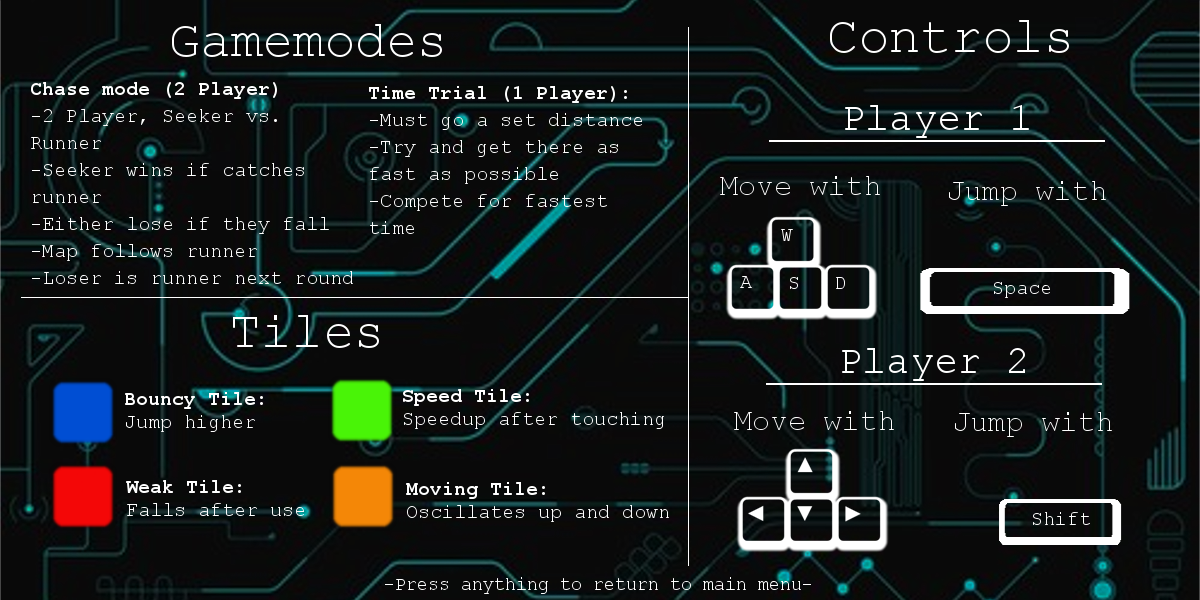 Gamemodes
Chase mode (2 Player)
-2 Player, Seeker vs.
Runner
-Seeker wins if catches
runner
-Either lose if they fall
-Map follows runner
-Loser is runner next round
Time Trial (1 Player):
-Must go a set distance
-Try and get there as
fast as possible
-Compete for fastest
time
Tiles
Bouncy Tile:
Jump higher
Speed Tile:
Speedup after touching
Weak Tile:
Falls after use
Moving Tile:
Oscillates up and down
Controls
Player 1
Move with
W
A S D
Jump with
Space
Player 2
Move with
▲
◀ ▼ ▶
Jump with
Shift
-Press anything to return to main menu-